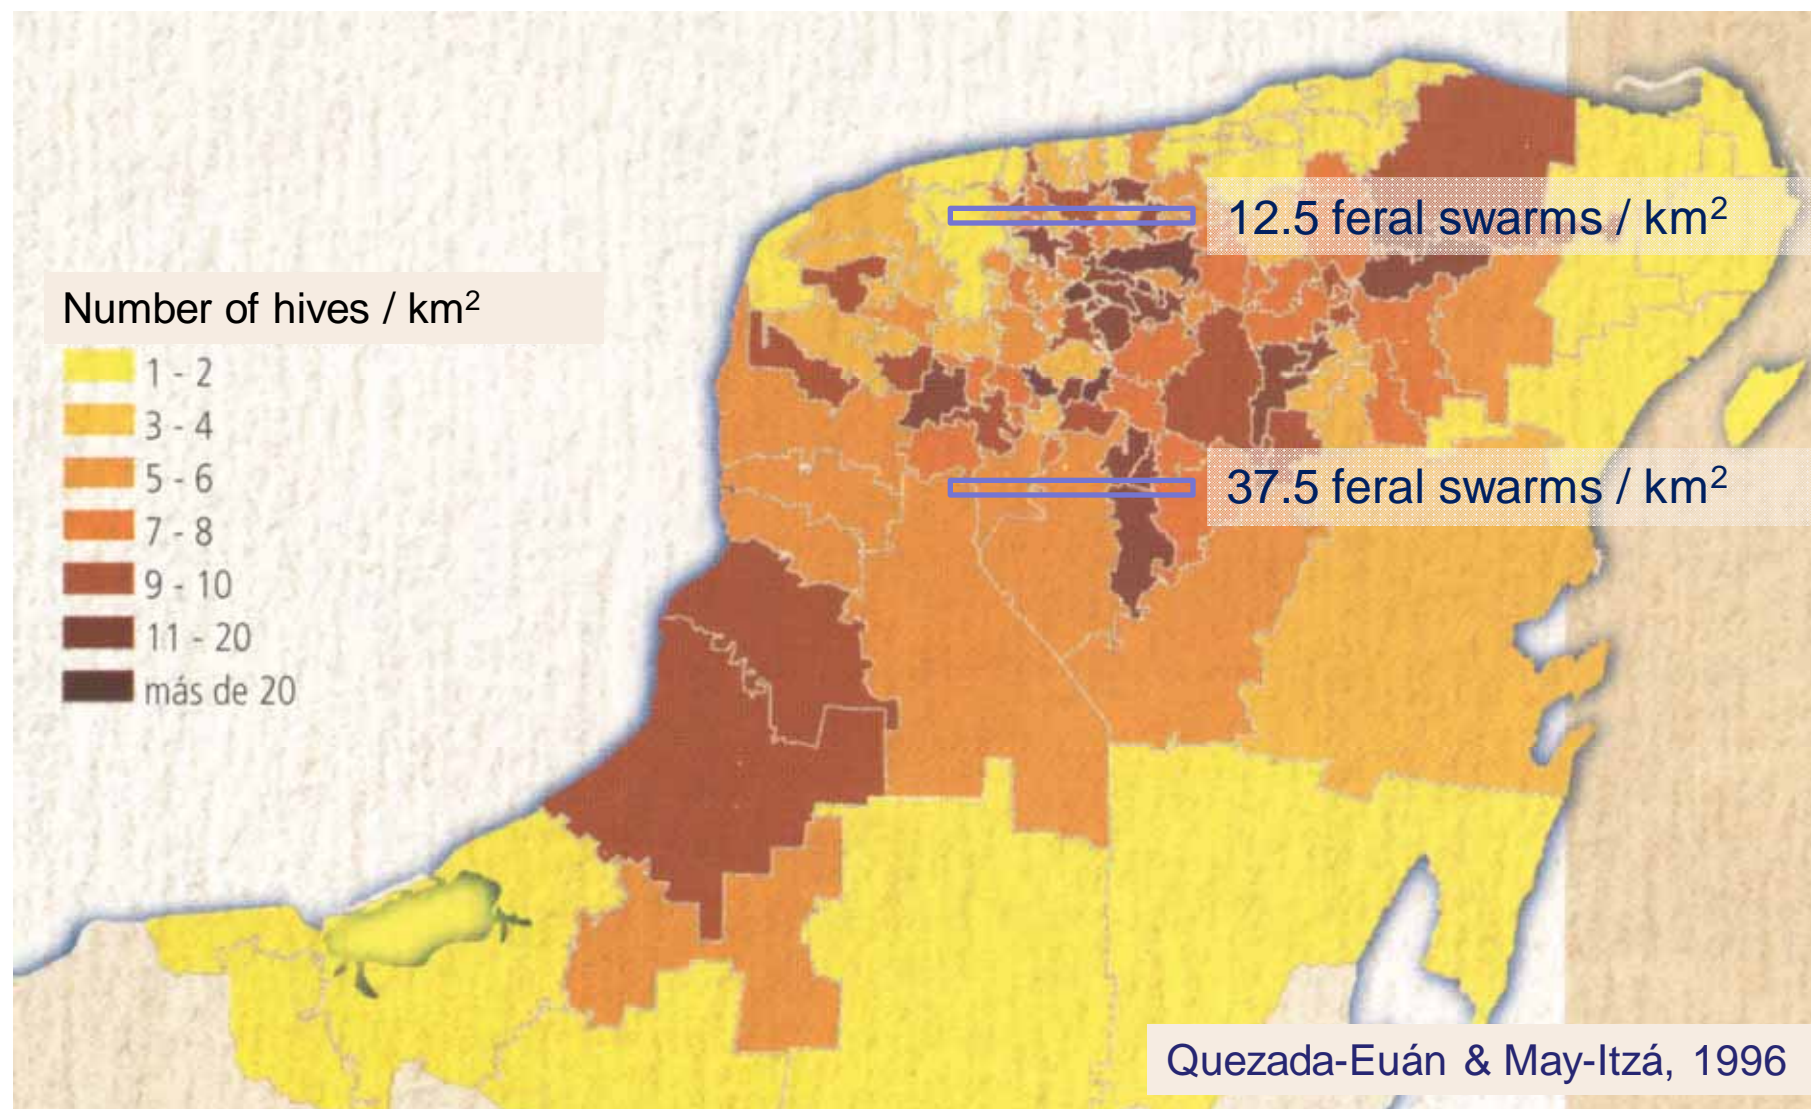 12.5 feral swarms / km²
Number of hives / km²
1 - 2
3 - 4
5 - 6
7 - 8
9 - 10
11 - 20
más de 20
37.5 feral swarms / km²
Quezada-Euán & May-Itzá, 1996